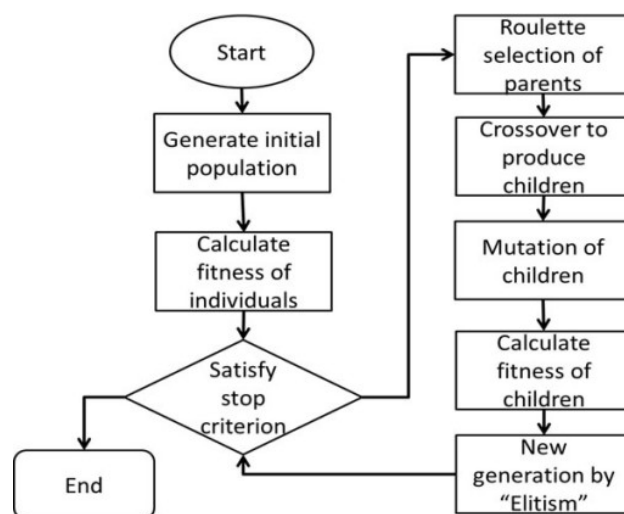 Start
Generate initial
population
Calculate
fitness of
individuals
Satisfy
stop
criterion
End
Roulette
selection of
parents
Crossover to
produce
children
Mutation of
children
Calculate
fitness of
children
New
generation by
“Elitism”